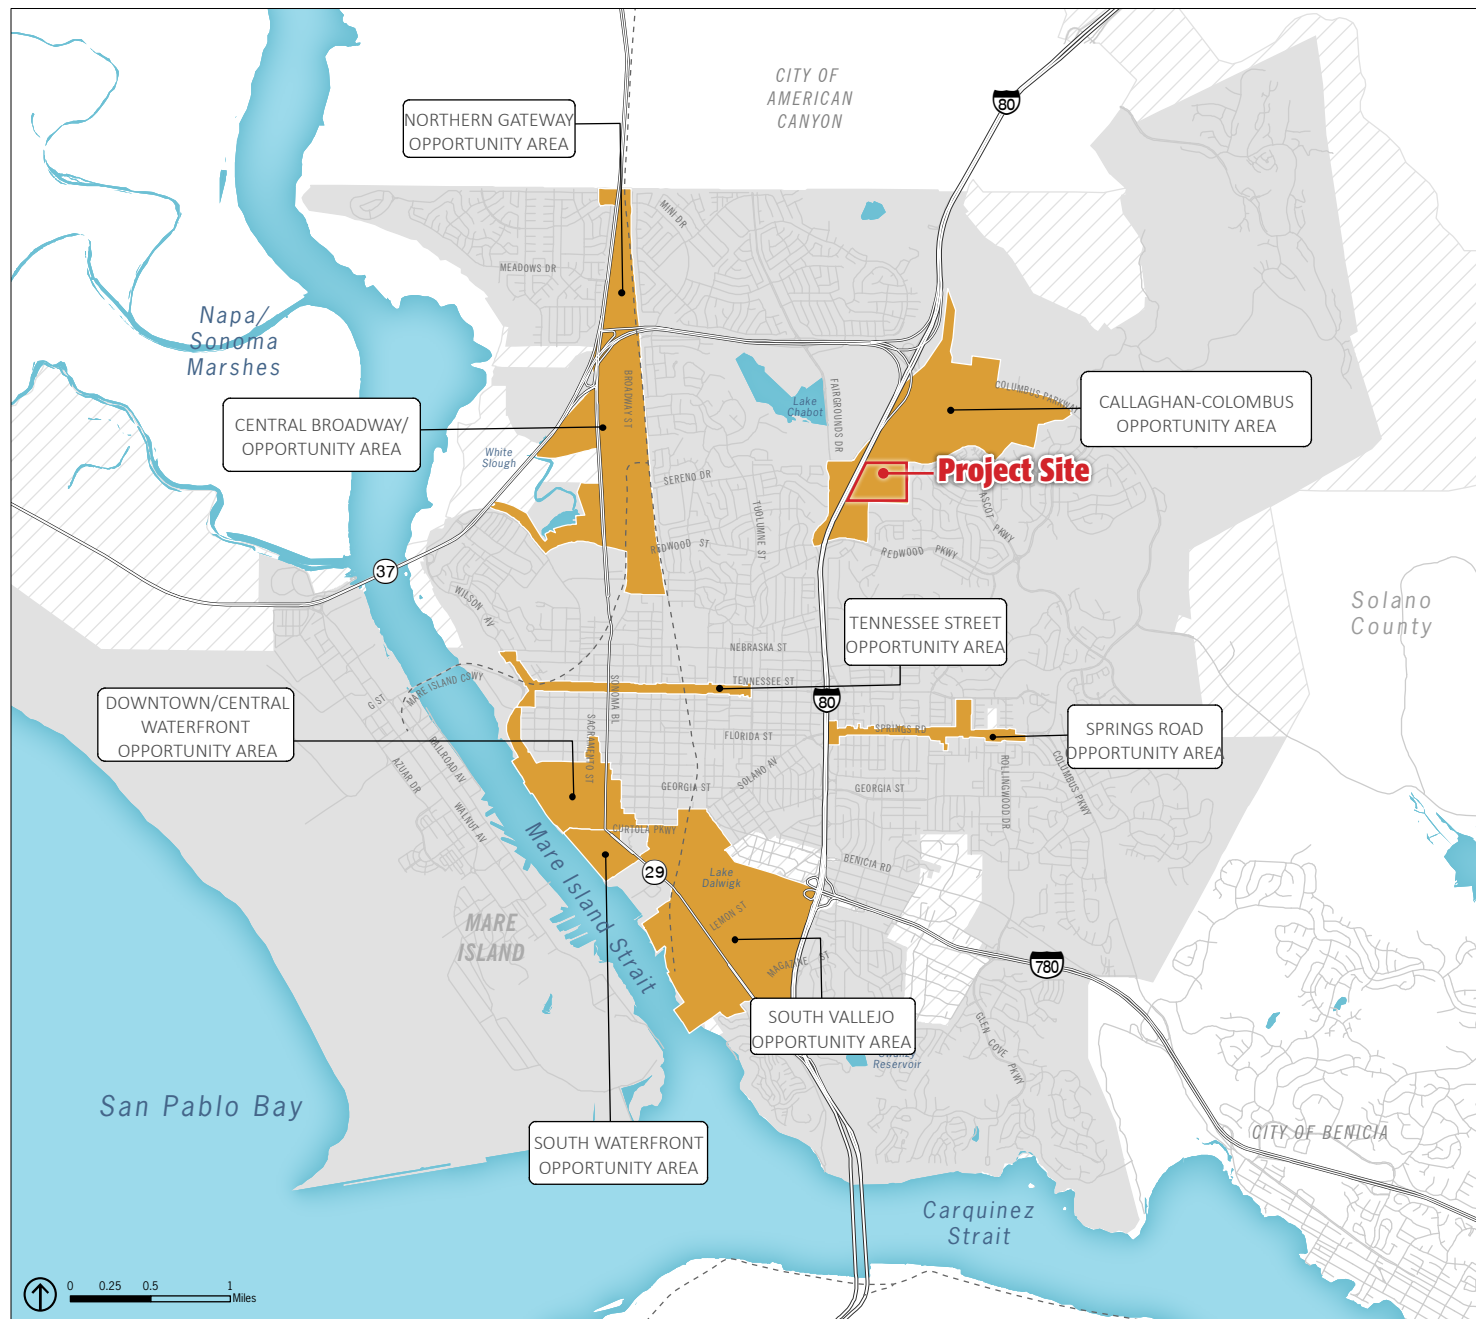 CITY OF
AMERICAN
CANYON
80
NORTHERN GATEWAY
OPPORTUNITY AREA
MINI DR
MEADOWS DR
Napa/
Sonoma
Marshes
BROADWAY ST
FAIRGROUNDS DR
Lake
Chabot
COLUMBUS PARKWAY
CALLAGHAN-COLOMBUS
OPPORTUNITY AREA
CENTRAL BROADWAY/
OPPORTUNITY AREA
White
Slough
SERENO DR
Project Site
TUOLUMNE ST
ASCOT PKWY
REDWOOD ST
REDWOOD PKWY
37
WILSON AV
Solano
County
TENNESSEE STREET
OPPORTUNITY AREA
NEBRASKA ST
TENNESSEE ST
MARE ISLAND CSWY
G ST
SONOMA BL
80
DOWNTOWN/CENTRAL
WATERFRONT
OPPORTUNITY AREA
SACRAMENTO ST
FLORIDA ST
SPRINGS RD
SPRINGS ROAD
OPPORTUNITY AREA
RAILROAD AV
AZUAR DR
WALNUT AV
SOLANO AV
GEORGIA ST
GEORGIA ST
ROLLINGWOOD DR
COLUMBUS PKWY
CURTOLA PKWY
Mare Island Strait
29
Lake
Dalwigk
BENICIA RD
LEMON ST
MARE
ISLAND
MAGAZINE ST
780
SOUTH VALLEJO
OPPORTUNITY AREA
GLEN COVE PKWY
Reservoir
San Pablo Bay
SOUTH WATERFRONT
OPPORTUNITY AREA
CITY OF BENICIA
Carquinez
Strait
0 0.25 0.5 1
Miles